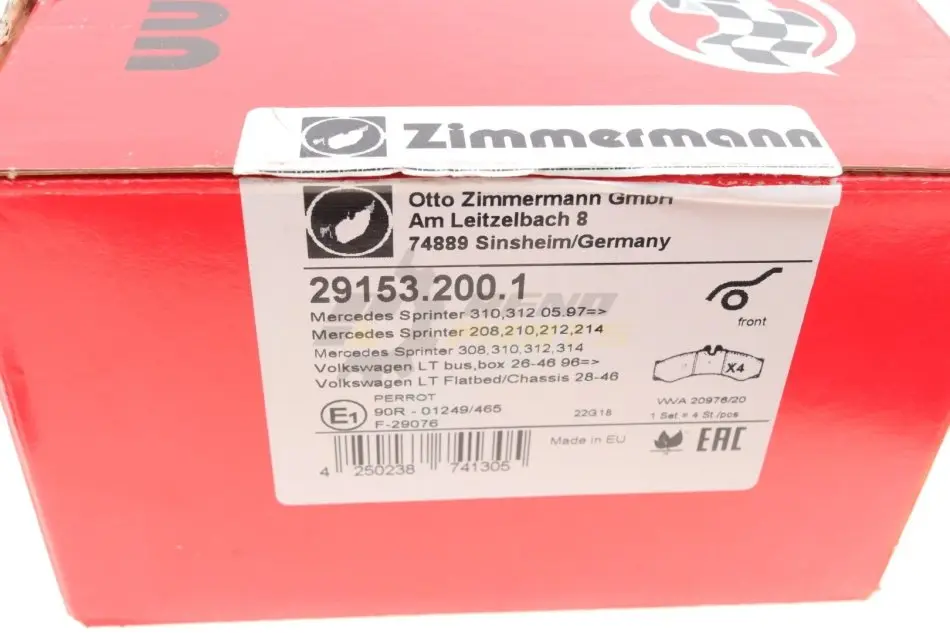 Zimmermann
Otto Zimmermann GmbH
Am Leitzelbach 8
74889 Sinsheim/Germany
29153.200.1
Mercedes Sprinter 310,312 05.97=>
Mercedes Sprinter 208,210,212,214
Mercedes Sprinter 308,310,312,314
Volkswagen LT bus,box 26-46 96=>
Volkswagen LT Flatbed/Chassis 28-46
front
X4
PERROT
E1
90R - 01249/465
F-29076
22G18
WVA 20976/20
1 Set = 4 St./pcs
Made in EU
EAC
4 250238 741305